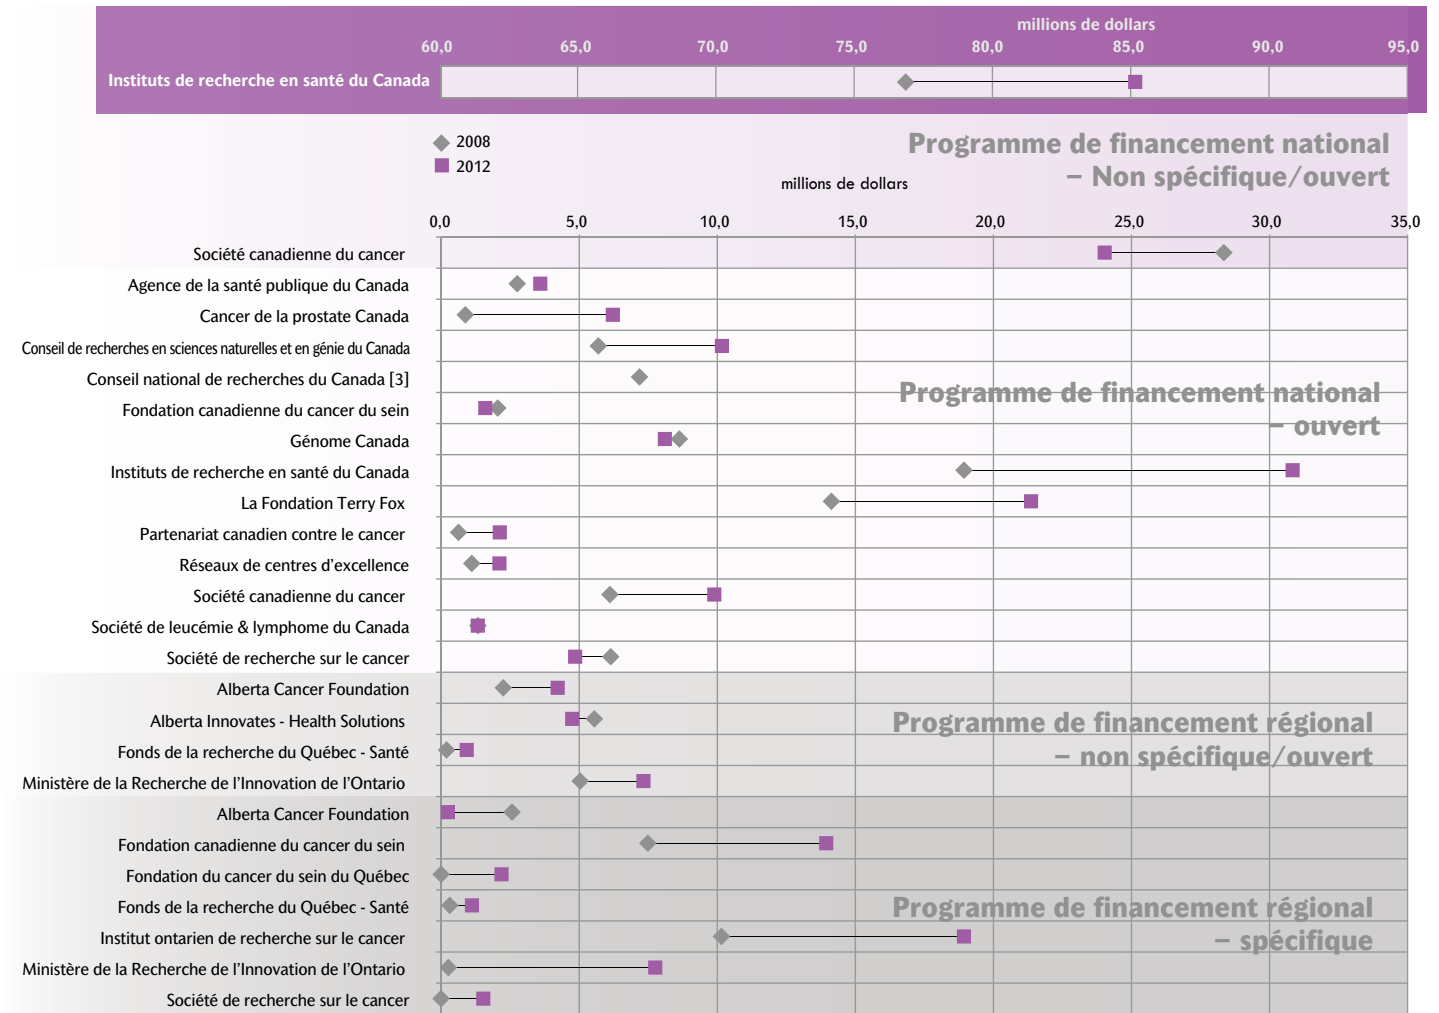 millions de dollars
60,0 65,0 70,0 75,0 80,0 85,0 90,0 95,0
Instituts de recherche en santé du Canada
2008
2012
Programme de financement national
– Non spécifique/ouvert
millions de dollars
0,0 5,0 10,0 15,0 20,0 25,0 30,0 35,0
Société canadienne du cancer
Agence de la santé publique du Canada
Cancer de la prostate Canada
Conseil de recherches en sciences naturelles et en génie du Canada
Conseil national de recherches du Canada [3]
Programme de financement national
Fondation canadienne du cancer du sein
– ouvert
Génome Canada
Instituts de recherche en santé du Canada
La Fondation Terry Fox
Partenariat canadien contre le cancer
Réseaux de centres d'excellence
Société canadienne du cancer
Société de leucémie & lymphome du Canada
Société de recherche sur le cancer
Alberta Cancer Foundation
Alberta Innovates - Health Solutions
Programme de financement régional
Fonds de la recherche du Québec - Santé
– non spécifique/ouvert
Ministère de la Recherche de l'Innovation de l'Ontario
Alberta Cancer Foundation
Fondation canadienne du cancer du sein
Fondation du cancer du sein du Québec
Fonds de la recherche du Québec - Santé
Programme de financement régional
Institut ontarien de recherche sur le cancer
– spécifique
Ministère de la Recherche de l'Innovation de l'Ontario
Société de recherche sur le cancer